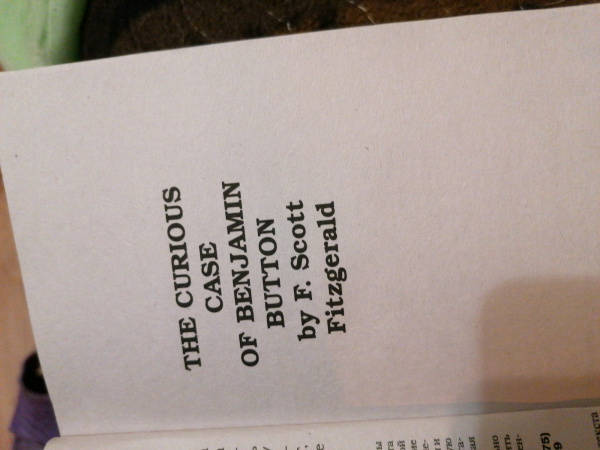 THE CURIOUS
CASE
OF BENJAMIN
BUTTON
by F. Scott
Fitzgerald